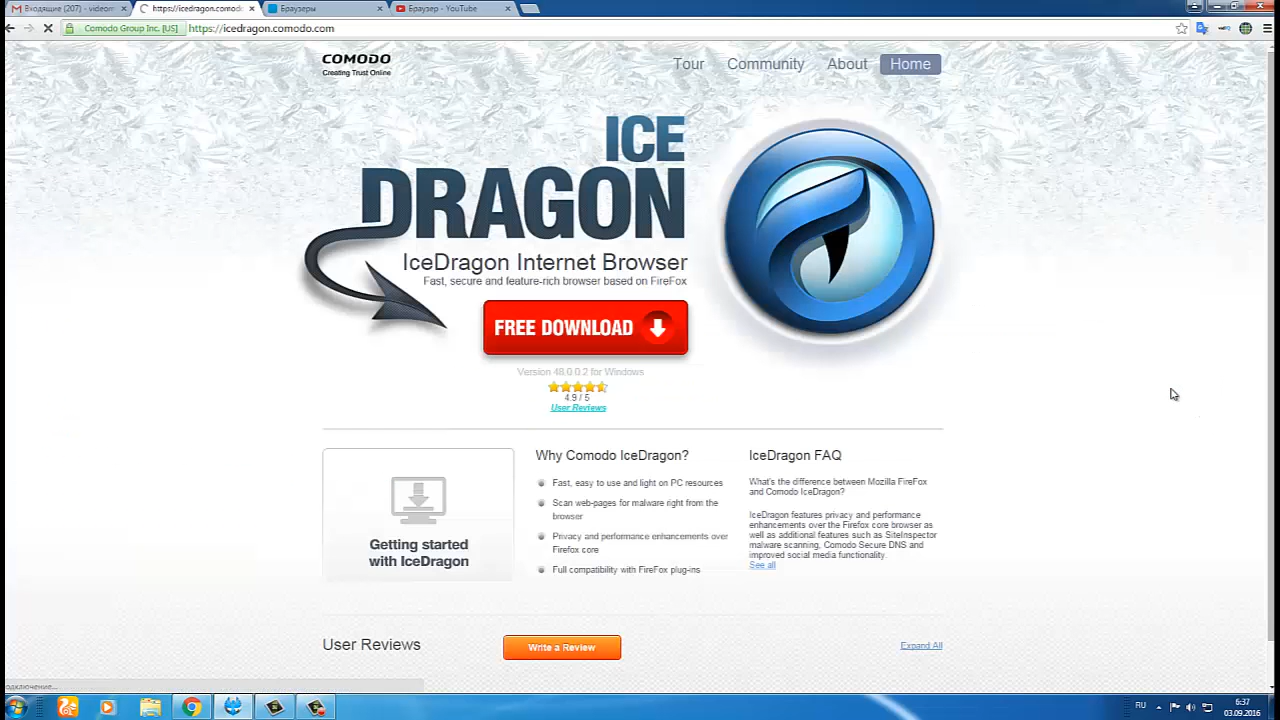 Входящие (207) - videom
https://icedragon.comodo
Браузеры
Браузер - YouTube
Comodo Group Inc. [US]
https://icedragon.comodo.com
COMODO
Creating Trust Online
Tour
Community
About
Home
ICE
DRAGON
IceDragon Internet Browser
Fast, secure and feature-rich browser based on FireFox
FREE DOWNLOAD
Version 48.0.0.2 for Windows
4.9 / 5
User Reviews
Getting started
with IceDragon
Why Comodo IceDragon?
Fast, easy to use and light on PC resources
Scan web-pages for malware right from the
browser
Privacy and performance enhancements over
Firefox core
Full compatibility with FireFox plug-ins
IceDragon FAQ
What's the difference between Mozilla FireFox
and Comodo IceDragon?
IceDragon features privacy and performance
enhancements over the Firefox core browser as
well as additional features such as SiteInspector
malware scanning, Comodo Secure DNS and
improved social media functionality.
See all
User Reviews
Write a Review
Expand All
одключение...
RU
6:37
03.09.2016